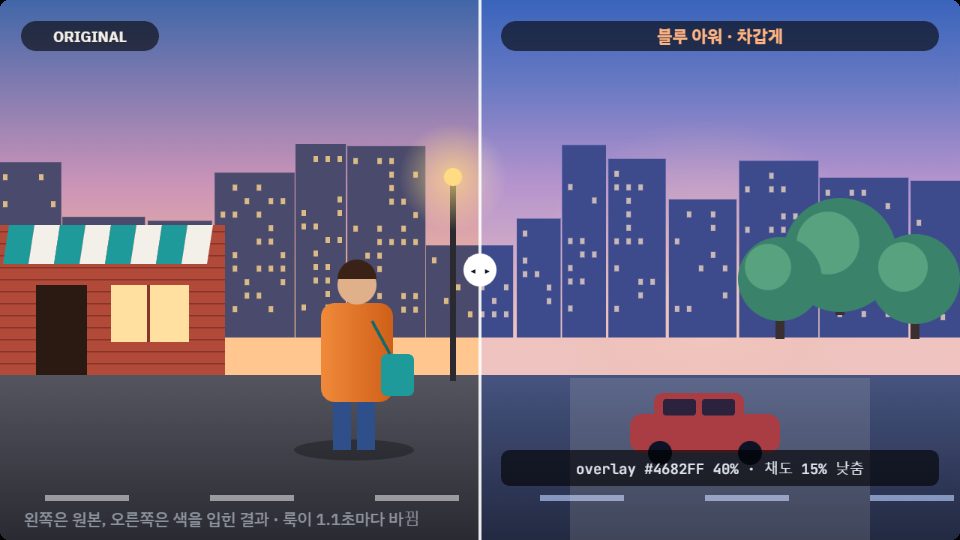 ORIGINAL
블루 아워 · 차갑게
overlay #4682FF 40% · 채도 15% 낮춤
왼쪽은 원본, 오른쪽은 색을 입힌 결과 · 룩이 1.1초마다 바뀜